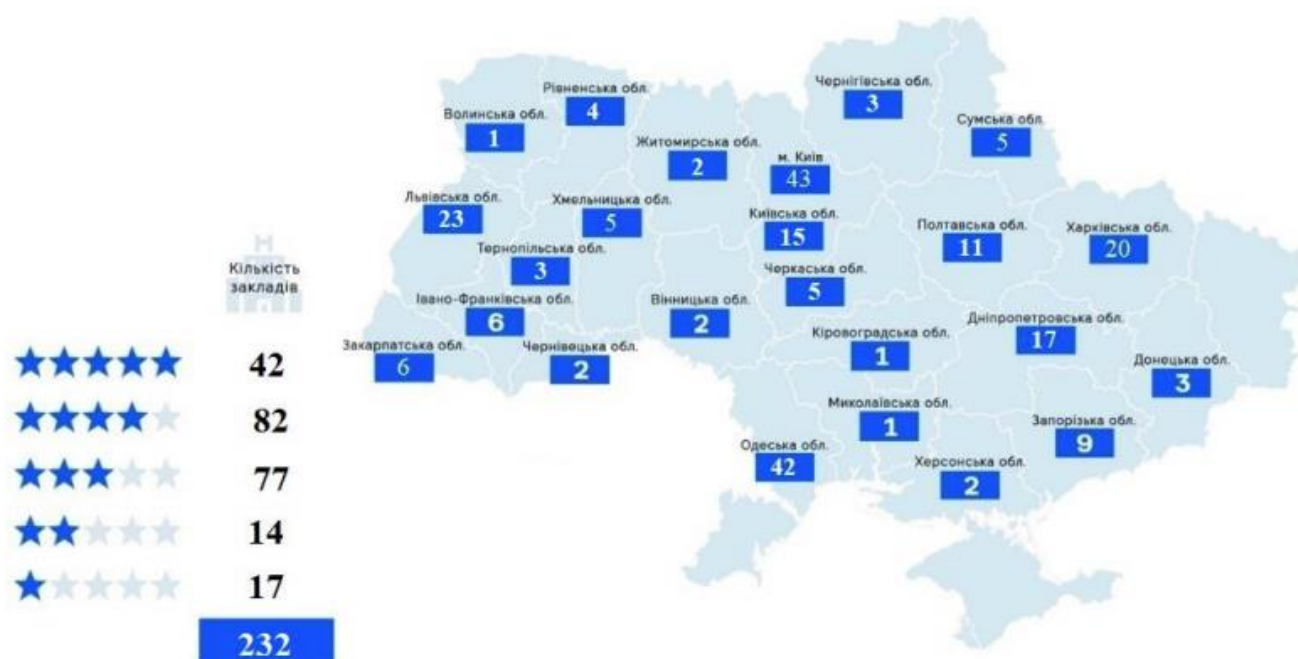 Кількість
закладів
42
82
77
14
17
232
Волинська обл.
1
Рівненська обл.
4
Житомирська обл.
2
Чернігівська обл.
3
Сумська обл.
5
м. Київ
43
Львівська обл.
23
Хмельницька обл.
5
Київська обл.
15
Полтавська обл.
11
Харківська обл.
20
Тернопільська обл.
3
Черкаська обл.
5
Івано-Франківська обл.
6
Вінницька обл.
2
Кіровоградська обл.
1
Дніпропетровська обл.
17
Закарпатська обл.
6
Чернівецька обл.
2
Донецька обл.
3
Миколаївська обл.
1
Запорізька обл.
9
Одеська обл.
42
Херсонська обл.
2